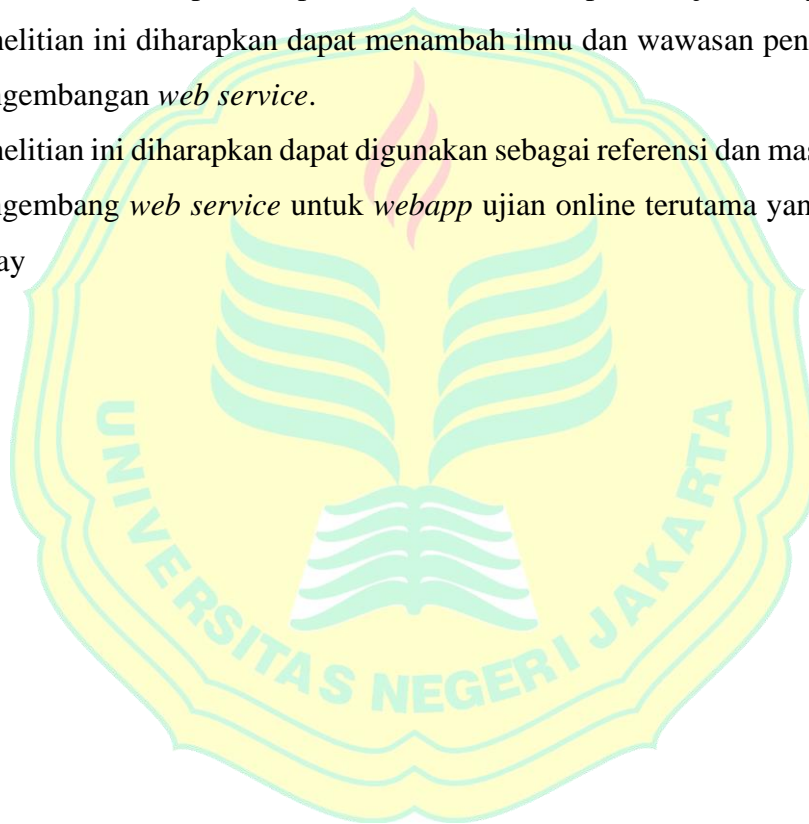 nelitian ini diharapkan dapat menambah ilmu dan wawasan pen
ngembangan web service.
nelitian ini diharapkan dapat digunakan sebagai referensi dan mas
ngembang web service untuk webapp ujian online terutama yan
ay
UNIVERSITAS NEGERI JAKARTA